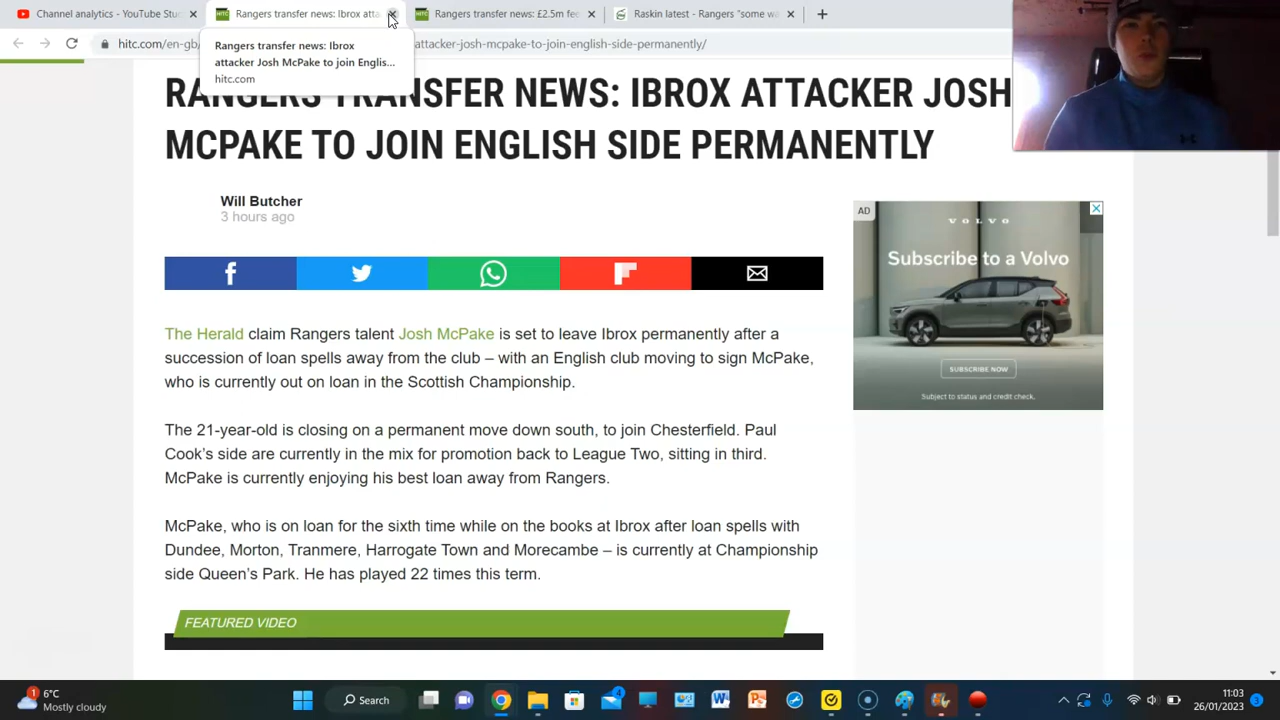 Channel analytics - YouTube Stu
Rangers transfer news: Ibrox atta
Rangers transfer news: £2.5m fee
Raskin latest - Rangers "some wa
hitc.com/en-gb/
attacker-josh-mcpake-to-join-english-side-permanently/
Rangers transfer news: Ibrox
attacker Josh McPake to join Englis...
hitc.com
RANGERS TRANSFER NEWS: IBROX ATTACKER JOSH
MCPAKE TO JOIN ENGLISH SIDE PERMANENTLY
Will Butcher
3 hours ago
The Herald claim Rangers talent Josh McPake is set to leave Ibrox permanently after a
succession of loan spells away from the club – with an English club moving to sign McPake,
who is currently out on loan in the Scottish Championship.
The 21-year-old is closing on a permanent move down south, to join Chesterfield. Paul
Cook's side are currently in the mix for promotion back to League Two, sitting in third.
McPake is currently enjoying his best loan away from Rangers.
McPake, who is on loan for the sixth time while on the books at Ibrox after loan spells with
Dundee, Morton, Tranmere, Harrogate Town and Morecambe – is currently at Championship
side Queen's Park. He has played 22 times this term.
FEATURED VIDEO
AD
VOLVO
Subscribe to a Volvo
SUBSCRIBE NOW
Subject to status and credit check.
1
6°C
Mostly cloudy
Search
4
11:03
26/01/2023